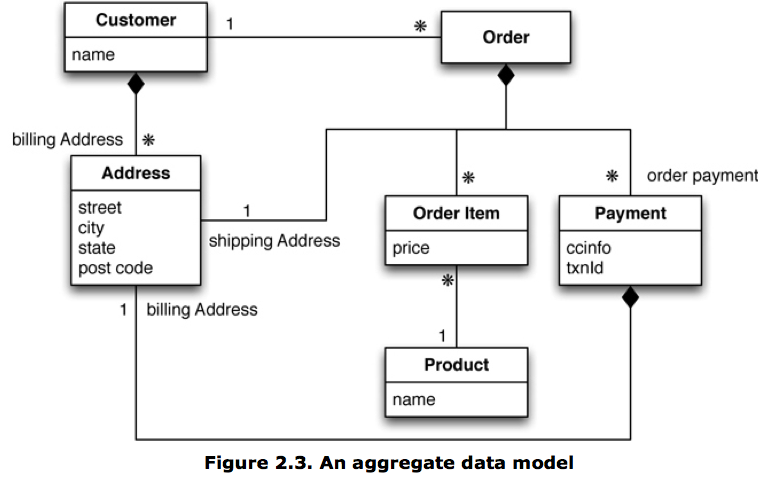 Customer
name
1
*
Order
billing Address
*
Address
street
city
state
post code
1
shipping Address
*
Order Item
price
*
order payment
Payment
ccinfo
txnId
1
billing Address
*
1
Product
name
Figure 2.3. An aggregate data model